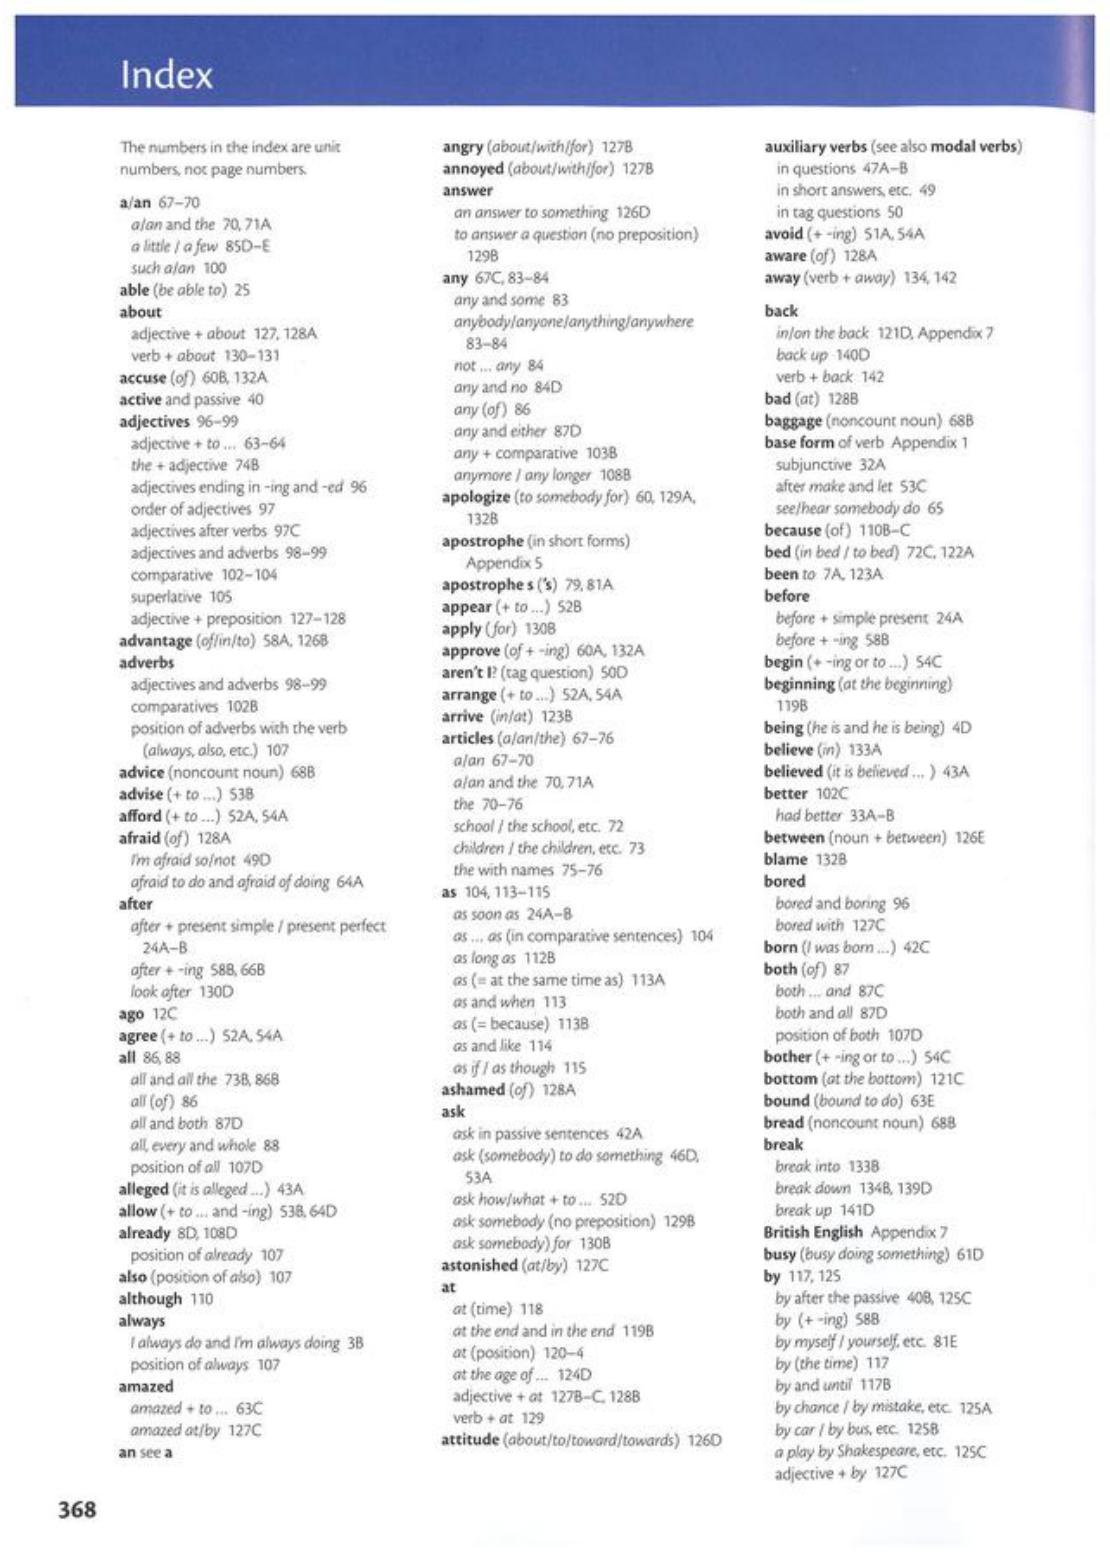 Index
The numbers in the index are unit
numbers, not page numbers.
a/an 67–70
a/an and the 70, 71A
a little / a few 85D–E
such a/an 100
able (be able to) 25
about
adjective + about 127, 128A
verb + about 130–131
accuse (of) 60B, 132A
active and passive 40
adjectives 96–99
adjective + to ... 63–64
the + adjective 74B
adjectives ending in -ing and -ed 96
order of adjectives 97
adjectives after verbs 97C
adjectives and adverbs 98–99
comparative 102–104
superlative 105
adjective + preposition 127–128
advantage (of/in/to) 58A, 126B
adverbs
adjectives and adverbs 98–99
comparatives 102B
position of adverbs with the verb
(always, also, etc.) 107
advice (noncount noun) 68B
advise (+ to ...) 53B
afford (+ to ...) 52A, 54A
afraid (of) 128A
I'm afraid so/not 49D
afraid to do and afraid of doing 64A
after
after + present simple / present perfect
24A–B
after + -ing 58B, 66B
look after 130D
ago 12C
agree (+ to ...) 52A, 54A
all 86, 88
all and all the 73B, 86B
all (of) 86
all and both 87D
all, every and whole 88
position of all 107D
alleged (it is alleged ...) 43A
allow (+ to ... and -ing) 53B, 64D
already 8D, 108D
position of already 107
also (position of also) 107
although 110
always
I always do and I'm always doing 3B
position of always 107
amazed
amazed + to ... 63C
amazed at/by 127C
an see a
angry (about/with/for) 127B
annoyed (about/with/for) 127B
answer
an answer to something 126D
to answer a question (no preposition)
129B
any 67C, 83–84
any and some 83
anybody/anyone/anything/anywhere
83–84
not ... any 84
any and no 84D
any (of) 86
any and either 87D
any + comparative 103B
anymore / any longer 108B
apologize (to somebody for) 60, 129A,
132B
apostrophe (in short forms)
Appendix 5
apostrophe s ('s) 79, 81A
appear (+ to ...) 52B
apply (for) 130B
approve (of + -ing) 60A, 132A
aren't I? (tag question) 50D
arrange (+ to ...) 52A, 54A
arrive (in/at) 123B
articles (a/an/the) 67–76
a/an 67–70
a/an and the 70, 71A
the 70–76
school / the school, etc. 72
children / the children, etc. 73
the with names 75–76
as 104, 113–115
as soon as 24A–B
as ... as (in comparative sentences) 104
as long as 112B
as (= at the same time as) 113A
as and when 113
as (= because) 113B
as and like 114
as if / as though 115
ashamed (of) 128A
ask
ask in passive sentences 42A
ask (somebody) to do something 46D,
53A
ask how/what + to ... 52D
ask somebody (no preposition) 129B
ask somebody) for 130B
astonished (at/by) 127C
at
at (time) 118
at the end and in the end 119B
at (position) 120–4
at the age of ... 124D
adjective + at 127B–C, 128B
verb + at 129
attitude (about/to/toward/towards) 126D
auxiliary verbs (see also modal verbs)
in questions 47A–B
in short answers, etc. 49
in tag questions 50
avoid (+ -ing) 51A, 54A
aware (of) 128A
away (verb + away) 134, 142
back
in/on the back 121D, Appendix 7
back up 140D
verb + back 142
bad (at) 128B
baggage (noncount noun) 68B
base form of verb Appendix 1
subjunctive 32A
after make and let 53C
see/hear somebody do 65
because (of) 110B–C
bed (in bed / to bed) 72C, 122A
been to 7A, 123A
before
before + simple present 24A
before + -ing 58B
begin (+ -ing or to ...) 54C
beginning (at the beginning)
119B
being (he is and he is being) 4D
believe (in) 133A
believed (it is believed ... ) 43A
better 102C
had better 33A–B
between (noun + between) 126E
blame 132B
bored
bored and boring 96
bored with 127C
born (I was born ...) 42C
both (of) 87
both ... and 87C
both and all 87D
position of both 107D
bother (+ -ing or to ...) 54C
bottom (at the bottom) 121C
bound (bound to do) 63E
bread (noncount noun) 68B
break
break into 133B
break down 134B, 139D
break up 141D
British English Appendix 7
busy (busy doing something) 61D
by 117, 125
by after the passive 40B, 125C
by (+ -ing) 58B
by myself / yourself, etc. 81E
by (the time) 117
by and until 117B
by chance / by mistake, etc. 125A
by car / by bus, etc. 125B
a play by Shakespeare, etc. 125C
adjective + by 127C
368